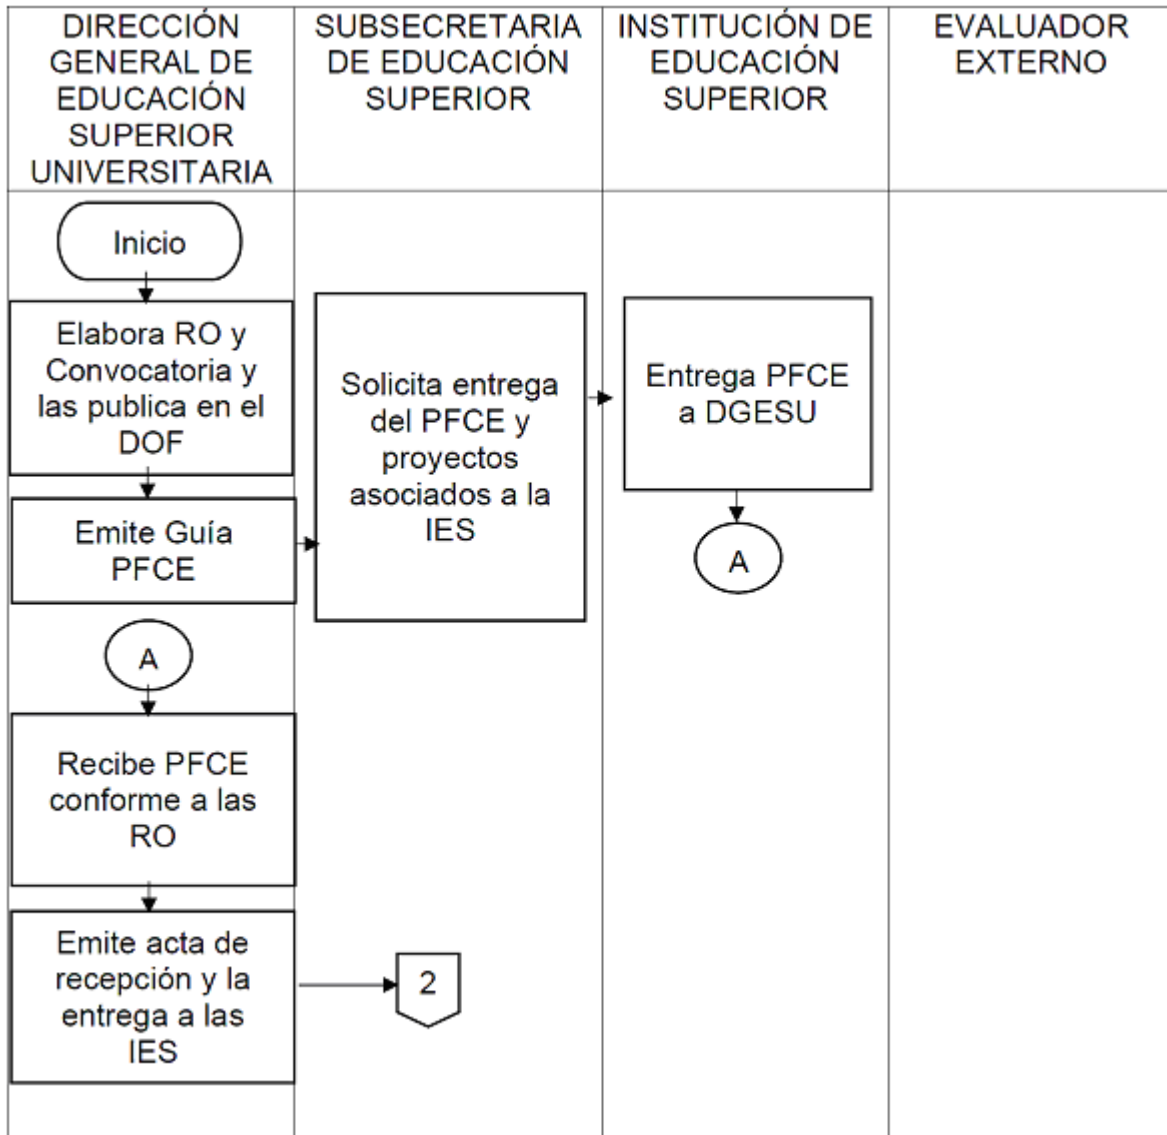 DIRECCIÓN
GENERAL DE
EDUCACIÓN
SUPERIOR
UNIVERSITARIA
SUBSECRETARIA
DE EDUCACIÓN
SUPERIOR
INSTITUCIÓN DE
EDUCACIÓN
SUPERIOR
EVALUADOR
EXTERNO
Inicio
Elabora RO y
Convocatoria y
las publica en el
DOF
Emite Guía
PFCE
Solicita entrega
del PFCE y
proyectos
asociados a la
IES
Entrega PFCE
a DGESU
A
A
Recibe PFCE
conforme a las
RO
Emite acta de
recepción y la
entrega a las
IES
2